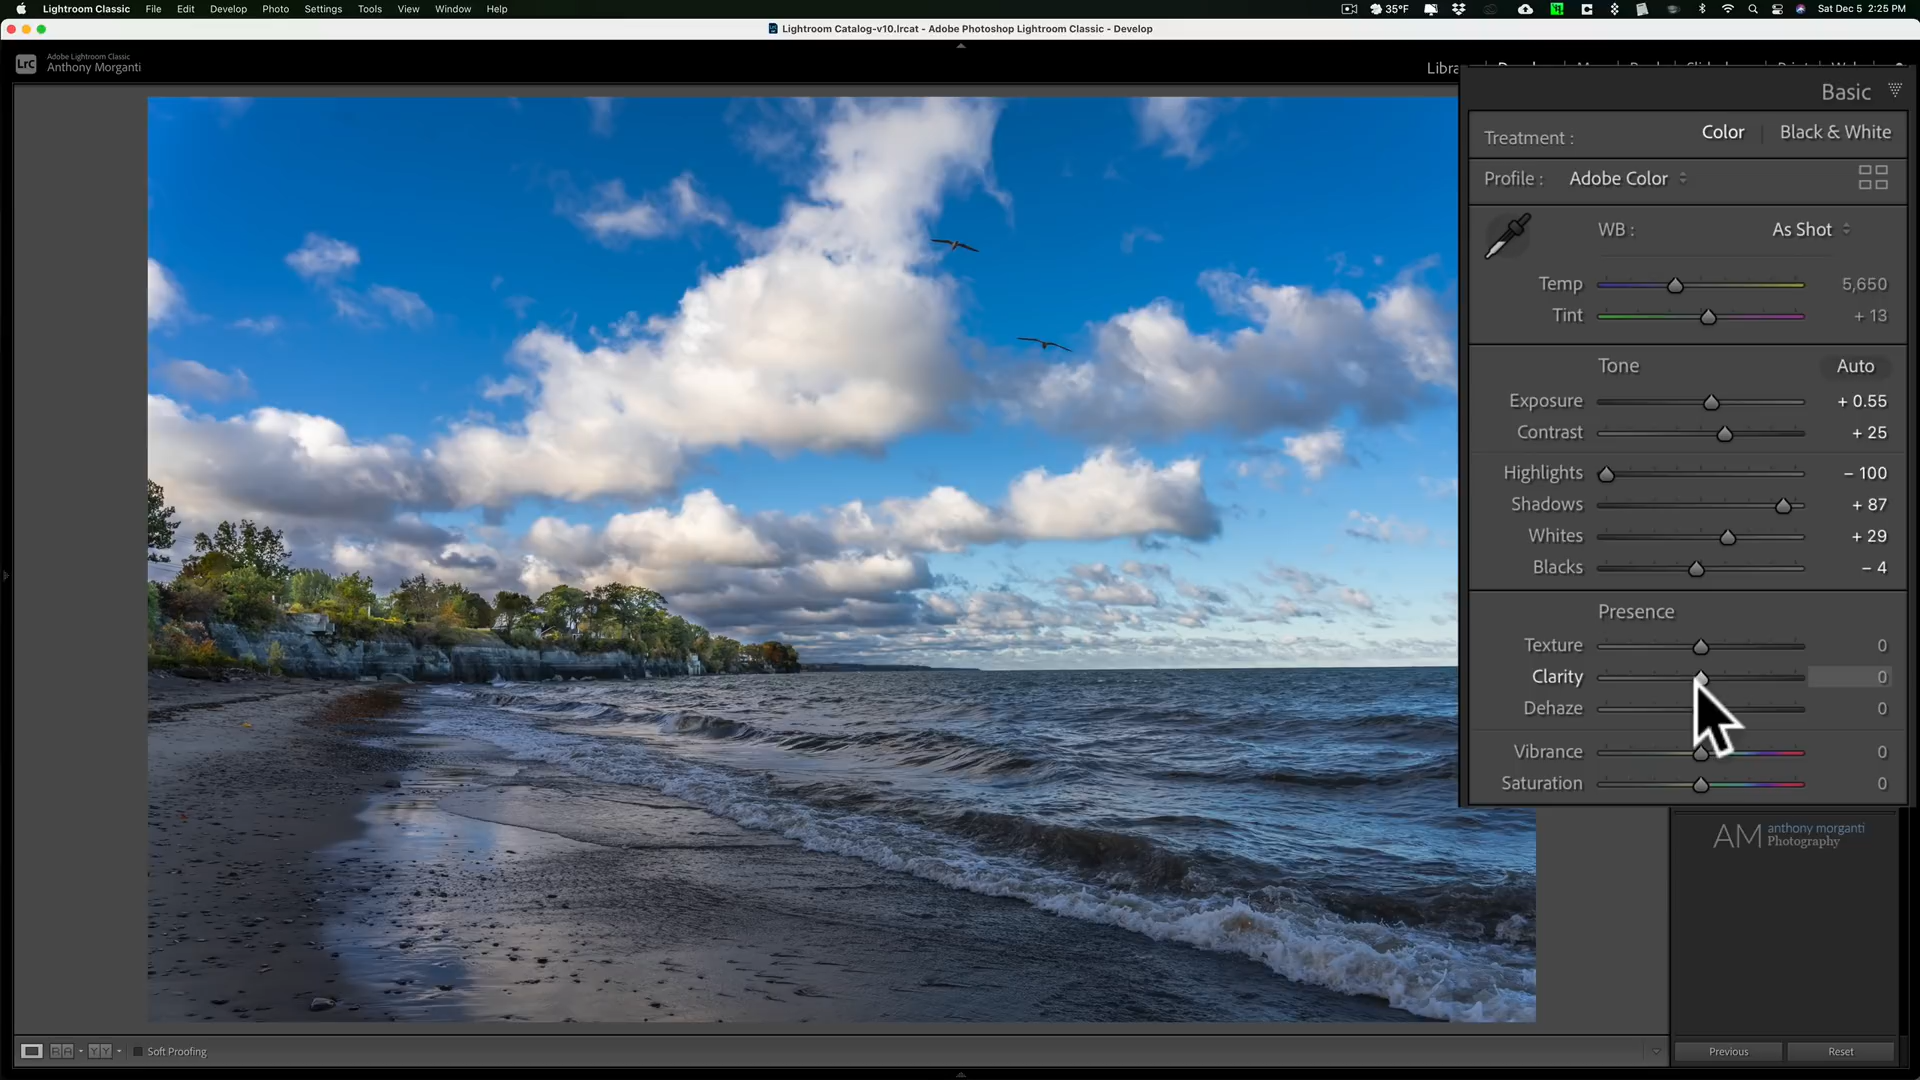 Lightroom Classic File Edit Develop Photo Settings Tools View Window Help 35°F Sat Dec 5 2:25 PM
Lightroom Catalog-v10.lrcat - Adobe Photoshop Lightroom Classic - Develop
LrC Adobe Lightroom Classic
Anthony Morganti
Basic
Treatment : Color Black & White
Profile : Adobe Color
WB : As Shot
Temp 5,650
Tint + 13
Tone Auto
Exposure + 0.55
Contrast + 25
Highlights – 100
Shadows + 87
Whites + 29
Blacks – 4
Presence
Texture 0
Clarity 0
Dehaze 0
Vibrance 0
Saturation 0
AM anthony morganti
Photography
Soft Proofing
Previous Reset